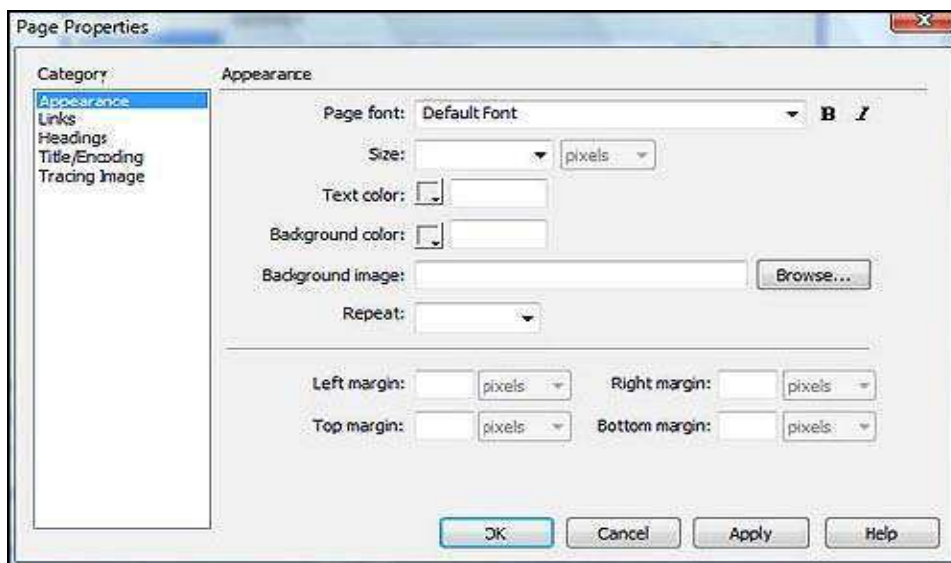 Page Properties
Category
Appearance
Links
Headings
Title/Encoding
Tracing Image
Appearance
Page font: Default Font B I
Size: pixels
Text color:
Background color:
Background image: Browse...
Repeat:
Left margin: pixels Right margin: pixels
Top margin: pixels Bottom margin: pixels
OK Cancel Apply Help